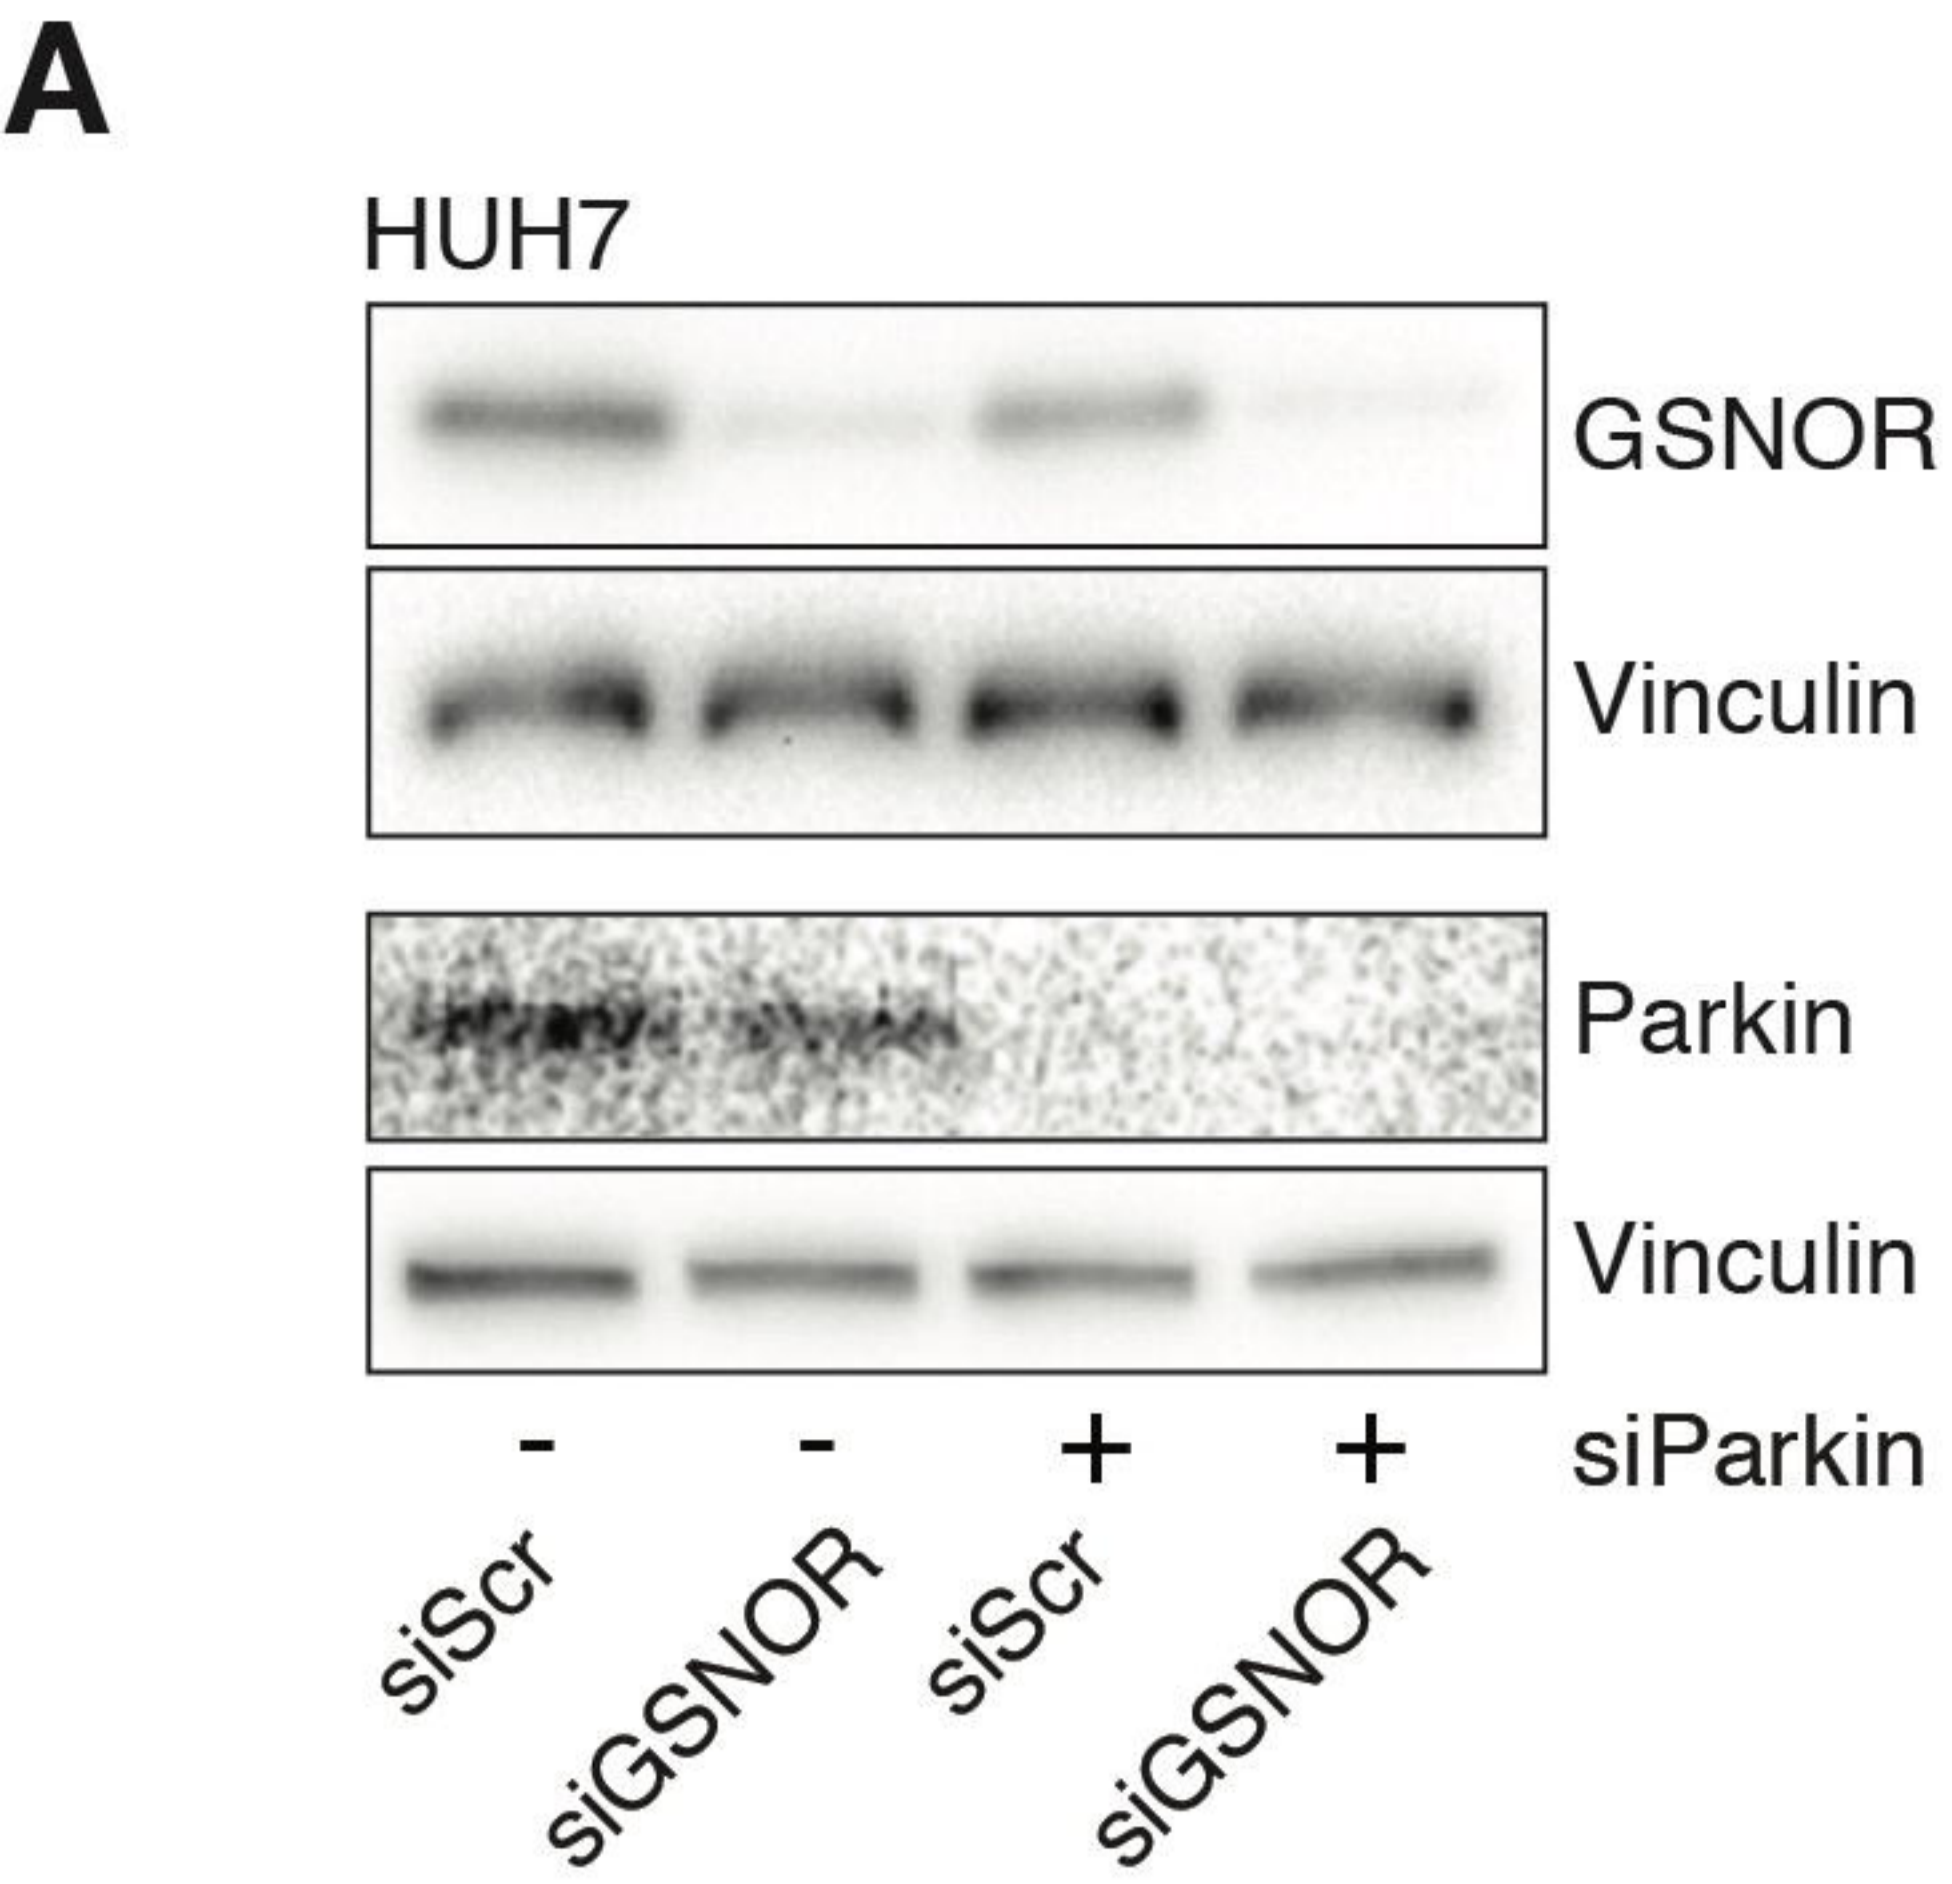 A
HUH7
GSNOR
Vinculin
Parkin
Vinculin
- - + + siParkin
siScr siGSNOR siScr siGSNOR